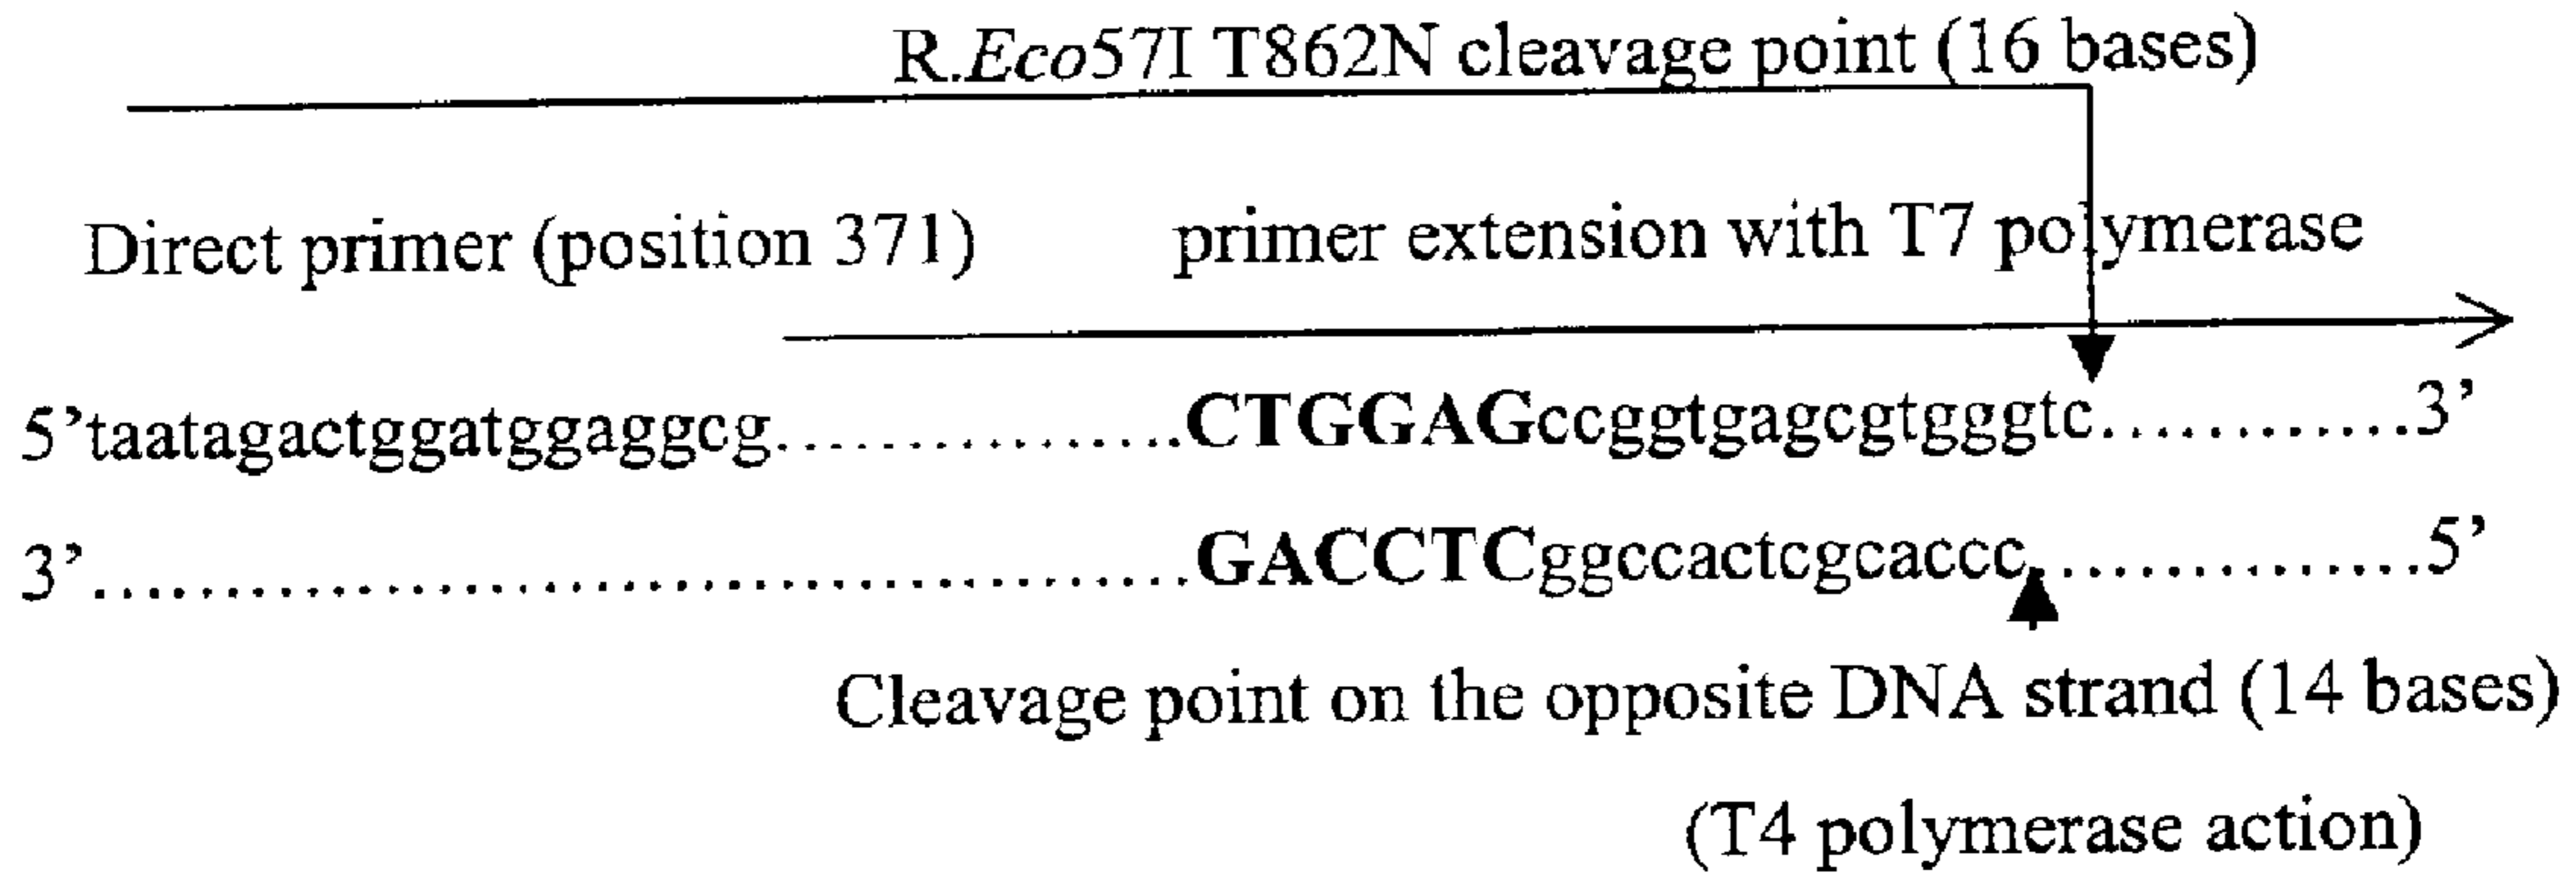 R.Eco57I T862N cleavage point (16 bases)
Direct primer (position 371) primer extension with T7 polymerase
5’taatagactggatggaggcg......................CTGGAGccggtgagcgtgggtc............3’
3’..........................................GACCTCggccactcgcaccc...............5’
Cleavage point on the opposite DNA strand (14 bases)
(T4 polymerase action)